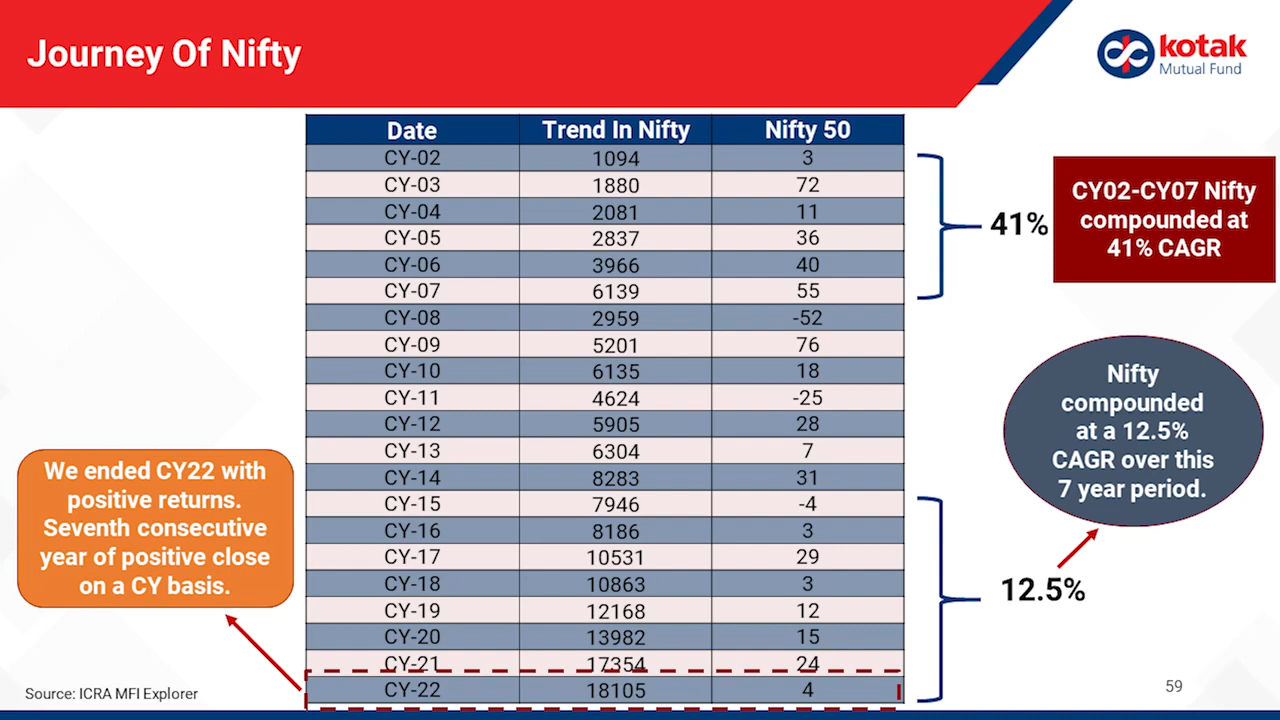 Journey Of Nifty
kotak
Mutual Fund
Date Trend In Nifty Nifty 50
CY-02 1094 3
CY-03 1880 72
CY-04 2081 11
CY-05 2837 36
CY-06 3966 40
CY-07 6139 55
CY-08 2959 -52
CY-09 5201 76
CY-10 6135 18
CY-11 4624 -25
CY-12 5905 28
CY-13 6304 7
CY-14 8283 31
CY-15 7946 -4
CY-16 8186 3
CY-17 10531 29
CY-18 10863 3
CY-19 12168 12
CY-20 13982 15
CY-21 17354 24
CY-22 18105 4
41%
CY02-CY07 Nifty
compounded at
41% CAGR
Nifty
compounded
at a 12.5%
CAGR over this
7 year period.
12.5%
We ended CY22 with
positive returns.
Seventh consecutive
year of positive close
on a CY basis.
Source: ICRA MFI Explorer
59